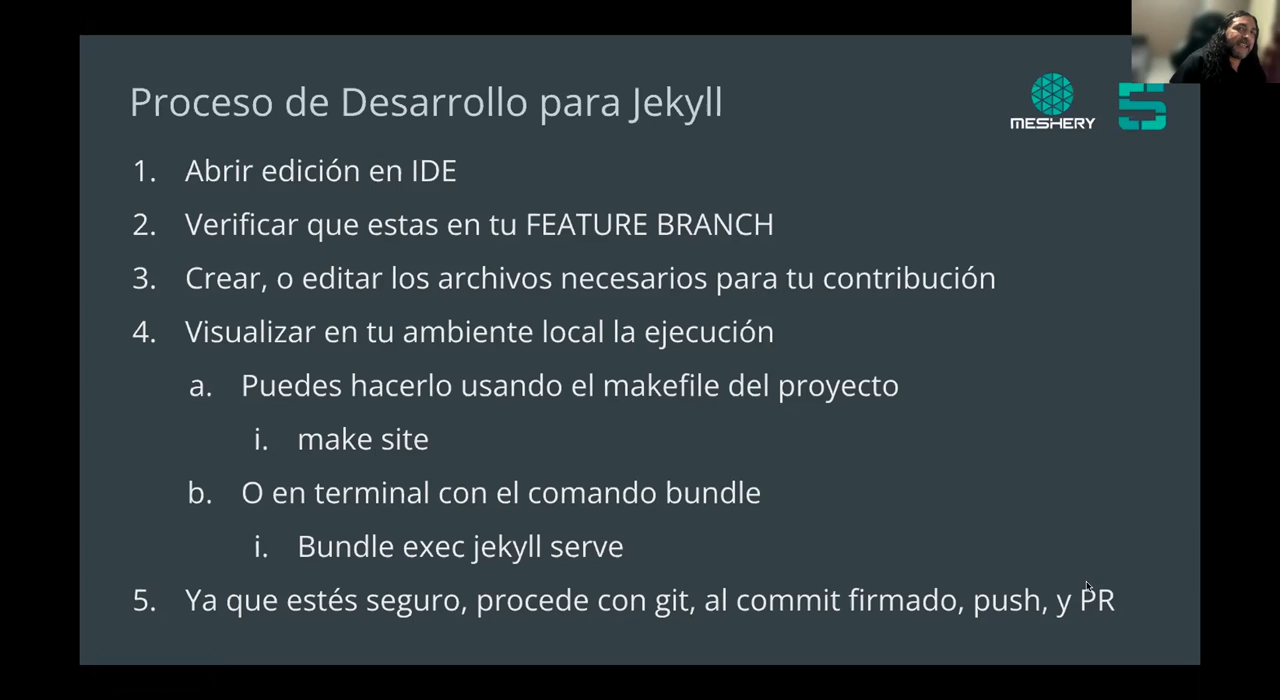 Proceso de Desarrollo para Jekyll
MESHERY
1. Abrir edición en IDE
2. Verificar que estas en tu FEATURE BRANCH
3. Crear, o editar los archivos necesarios para tu contribución
4. Visualizar en tu ambiente local la ejecución
a. Puedes hacerlo usando el makefile del proyecto
i. make site
b. O en terminal con el comando bundle
i. Bundle exec jekyll serve
5. Ya que estés seguro, procede con git, al commit firmado, push, y PR